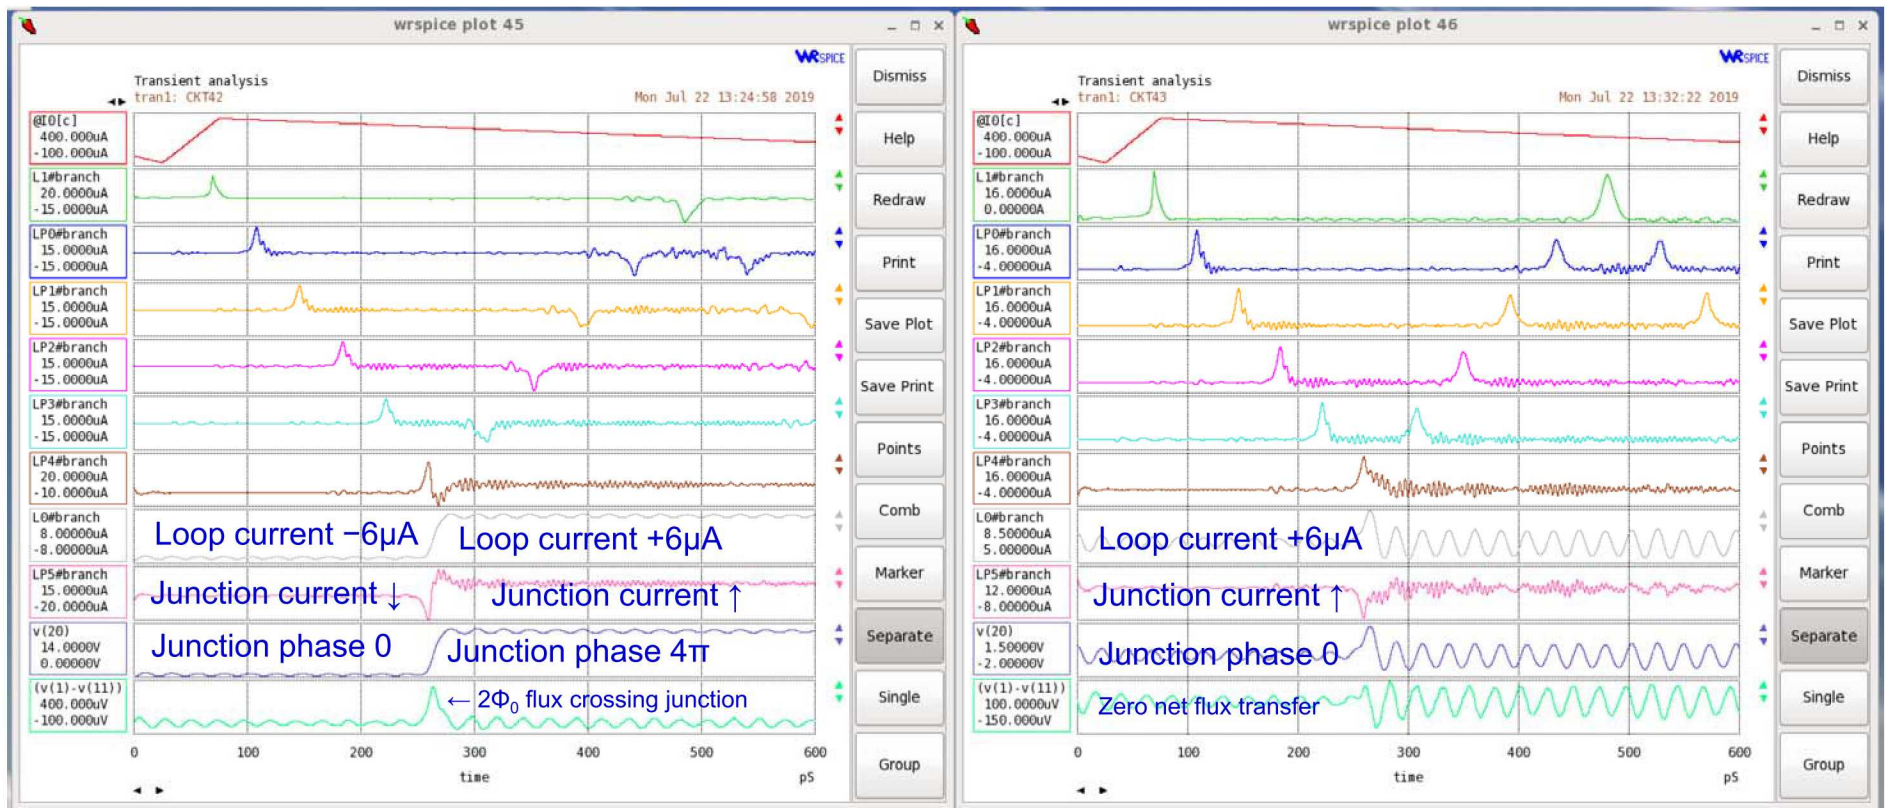 wrspice plot 45
WRSPICE
Transient analysis
tran1: CKT42
Mon Jul 22 13:24:58 2019
@I0[c]
400.000uA
-100.000uA
L1#branch
20.0000uA
-15.0000uA
LP0#branch
15.0000uA
-15.0000uA
LP1#branch
15.0000uA
-15.0000uA
LP2#branch
15.0000uA
-15.0000uA
LP3#branch
15.0000uA
-15.0000uA
LP4#branch
20.0000uA
-10.0000uA
L0#branch
8.00000uA
-8.00000uA
Loop current −6µA
Loop current +6µA
LP5#branch
15.0000uA
-20.0000uA
Junction current ↓
Junction current ↑
v(20)
14.0000V
0.00000V
Junction phase 0
Junction phase 4π
(v(1)-v(11))
400.000uV
-100.000uV
← 2Φ₀ flux crossing junction
0 100 200 300 400 500 600
time
pS
Dismiss
Help
Redraw
Print
Save Plot
Save Print
Points
Comb
Marker
Separate
Single
Group
wrspice plot 46
WRSPICE
Transient analysis
tran1: CKT43
Mon Jul 22 13:32:22 2019
@I0[c]
400.000uA
-100.000uA
L1#branch
16.0000uA
0.00000A
LP0#branch
16.0000uA
-4.00000uA
LP1#branch
16.0000uA
-4.00000uA
LP2#branch
16.0000uA
-4.00000uA
LP3#branch
16.0000uA
-4.00000uA
LP4#branch
16.0000uA
-4.00000uA
L0#branch
8.50000uA
5.00000uA
Loop current +6µA
LP5#branch
12.0000uA
-8.00000uA
Junction current ↑
v(20)
1.50000V
-2.00000V
Junction phase 0
(v(1)-v(11))
100.0000uV
-150.000uV
Zero net flux transfer
0 100 200 300 400 500 600
time
pS
Dismiss
Help
Redraw
Print
Save Plot
Save Print
Points
Comb
Marker
Separate
Single
Group